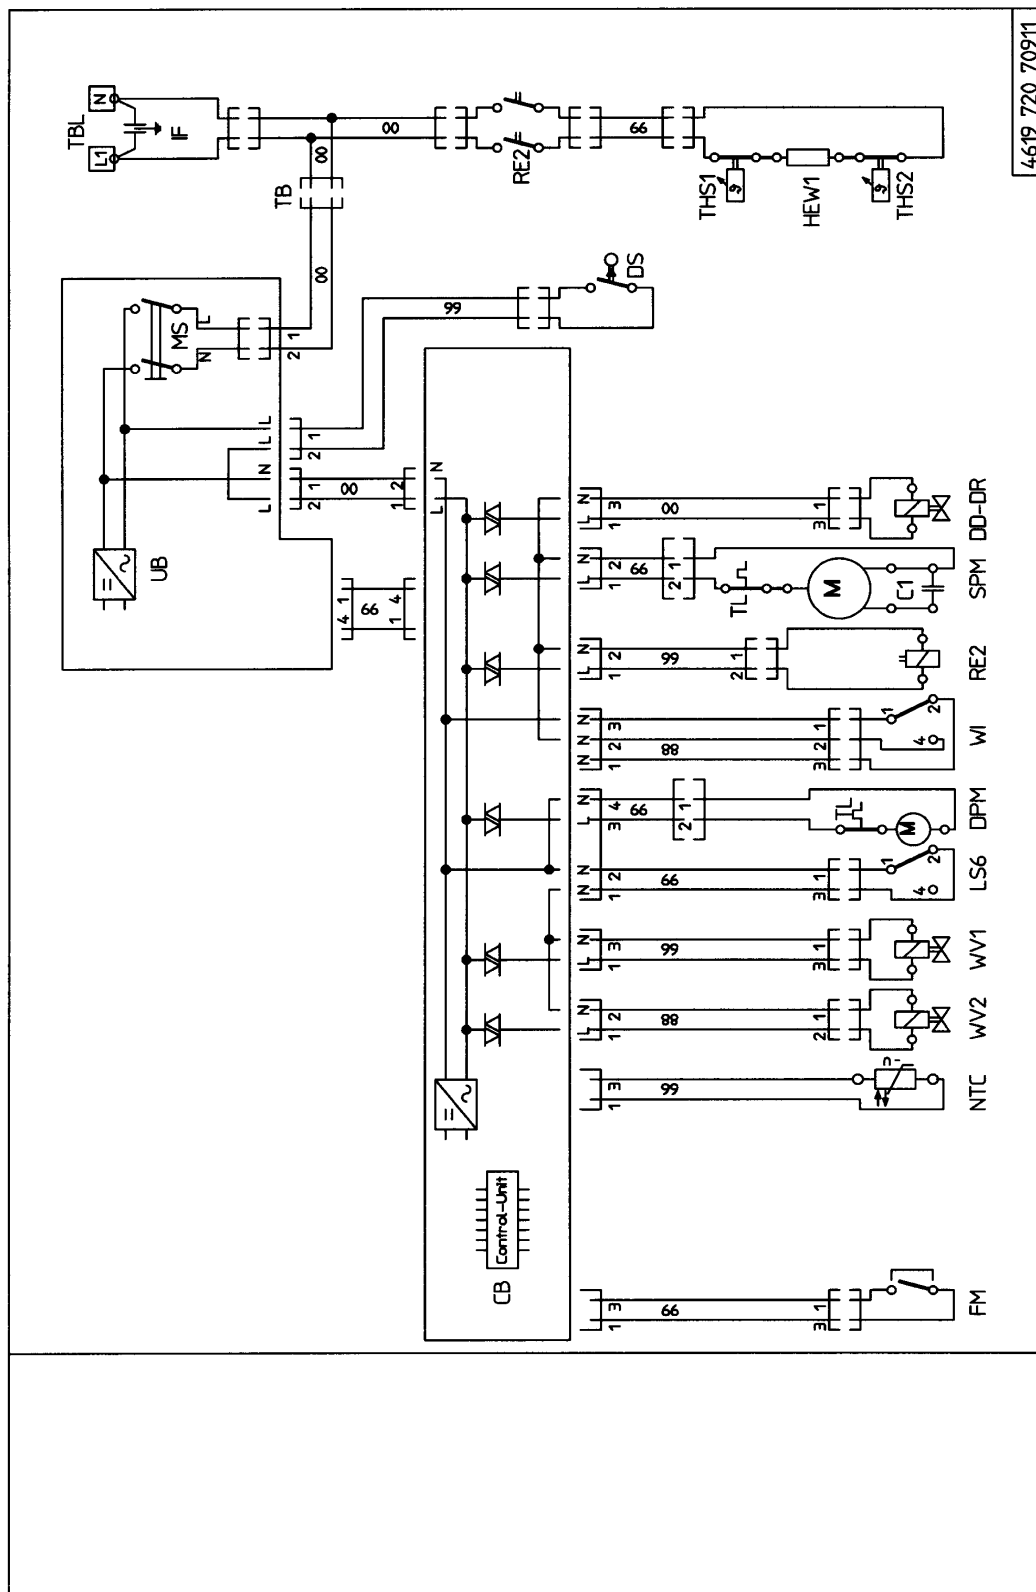 4619 720 70911
TBL
L1
N
IF
00
00
TB
00
RE2
66
THS1
ϑ
HEW1
THS2
ϑ
MS
L
N
2 1
UB
L N L L
2 1
2 1
99
DS
00
1 2
L N
4 1
66
1 4
CB
Control-Unit
L N
1 3
00
3 1
DD-DR
L N
1 2
66
2 1
TL
M
C1
SPM
L N
1 2
99
2 1
RE2
N N N
1 2 3
88
3 2 1
1
4 2
WI
L N
3 4
66
2 1
TL
M
DPM
N N
1 2
66
3 1
1
4 2
LS6
L N
1 3
99
3 1
WV1
L N
1 2
88
2 1
WV2
1 3
99
NTC
1 3
66
3 1
FM